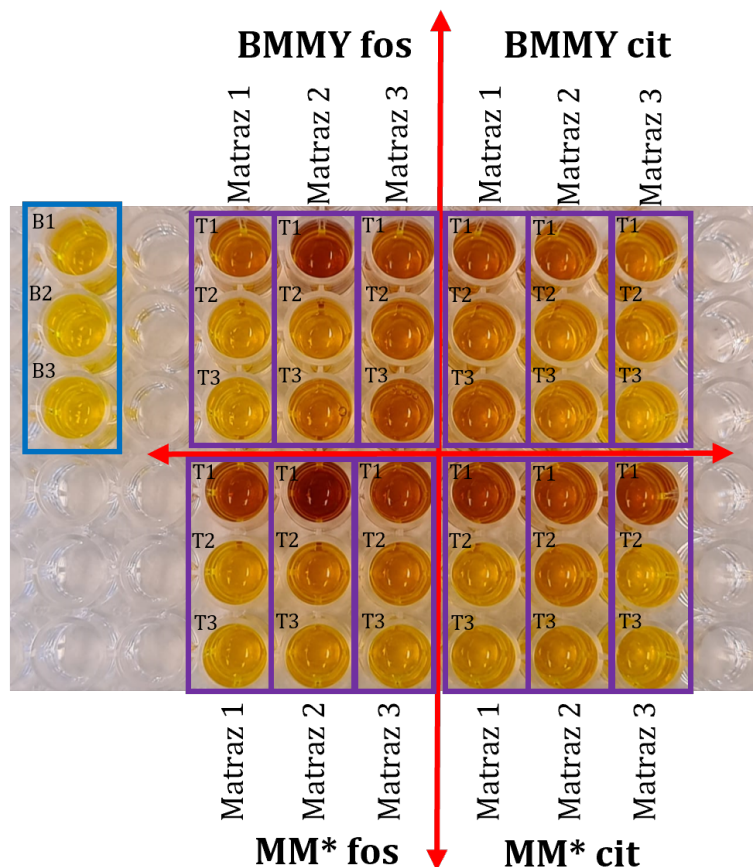 BMMY fos BMMY cit
Matraz 1 Matraz 2 Matraz 3 Matraz 1 Matraz 2 Matraz 3
B1 T1 T1 T1 T1 T1 T1
B2 T2 T2 T2 T2 T2 T2
B3 T3 T3 T3 T3 T3 T3
T1 T1 T1 T1 T1 T1
T2 T2 T2 T2 T2 T2
T3 T3 T3 T3 T3 T3
Matraz 1 Matraz 2 Matraz 3 Matraz 1 Matraz 2 Matraz 3
MM* fos MM* cit